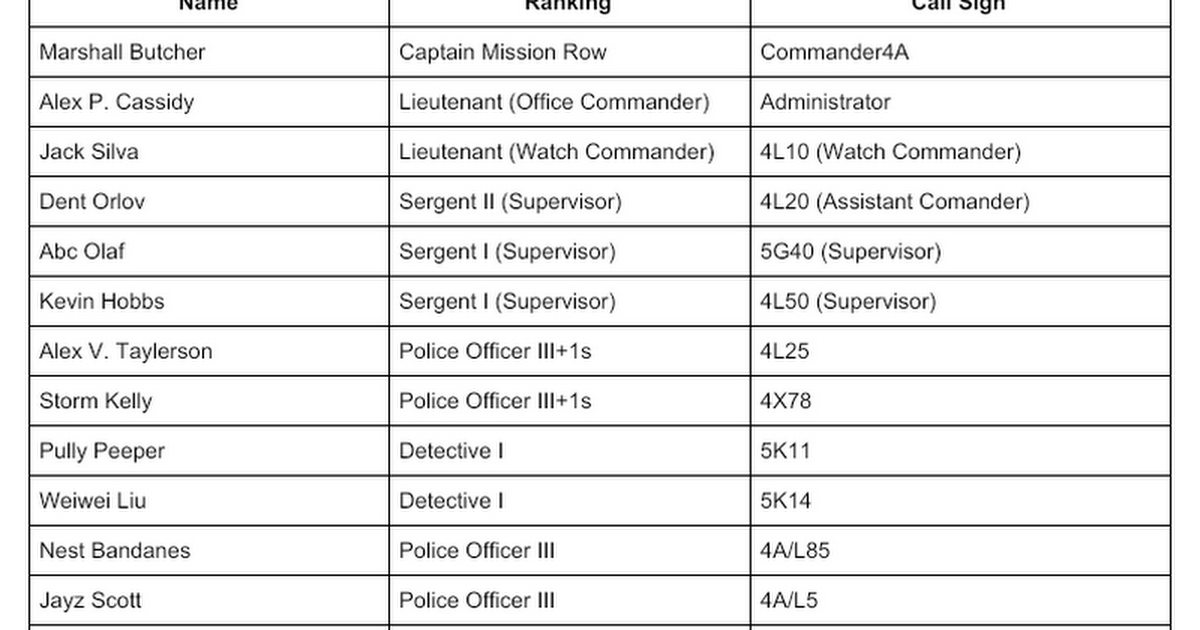 Name Ranking Call Sign
Marshall Butcher Captain Mission Row Commander4A
Alex P. Cassidy Lieutenant (Office Commander) Administrator
Jack Silva Lieutenant (Watch Commander) 4L10 (Watch Commander)
Dent Orlov Sergent II (Supervisor) 4L20 (Assistant Comander)
Abc Olaf Sergent I (Supervisor) 5G40 (Supervisor)
Kevin Hobbs Sergent I (Supervisor) 4L50 (Supervisor)
Alex V. Taylerson Police Officer III+1s 4L25
Storm Kelly Police Officer III+1s 4X78
Pully Peeper Detective I 5K11
Weiwei Liu Detective I 5K14
Nest Bandanes Police Officer III 4A/L85
Jayz Scott Police Officer III 4A/L5